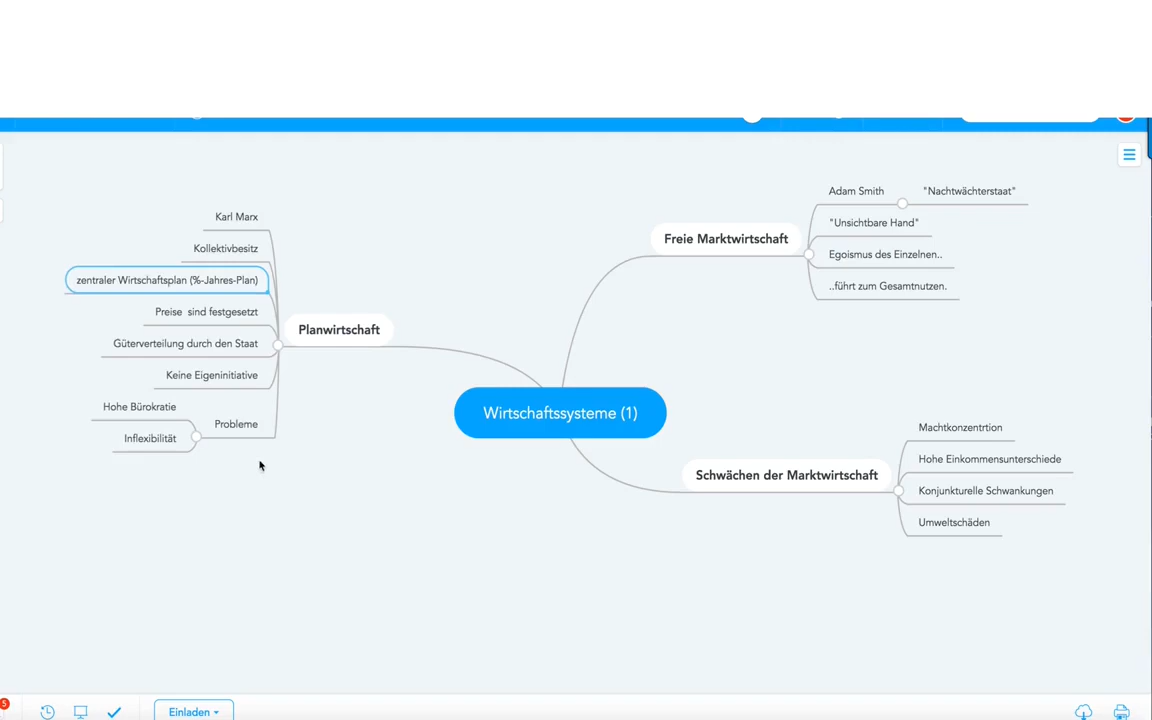 Karl Marx
Kollektivbesitz
zentraler Wirtschaftsplan (%-Jahres-Plan)
Preise sind festgesetzt
Güterverteilung durch den Staat
Keine Eigeninitiative
Hohe Bürokratie
Inflexibilität
Probleme
Planwirtschaft
Wirtschaftssysteme (1)
Freie Marktwirtschaft
Adam Smith
"Nachtwächterstaat"
"Unsichtbare Hand"
Egoismus des Einzelnen..
..führt zum Gesamtnutzen.
Schwächen der Marktwirtschaft
Machtkonzentrtion
Hohe Einkommensunterschiede
Konjunkturelle Schwankungen
Umweltschäden
5
Einladen